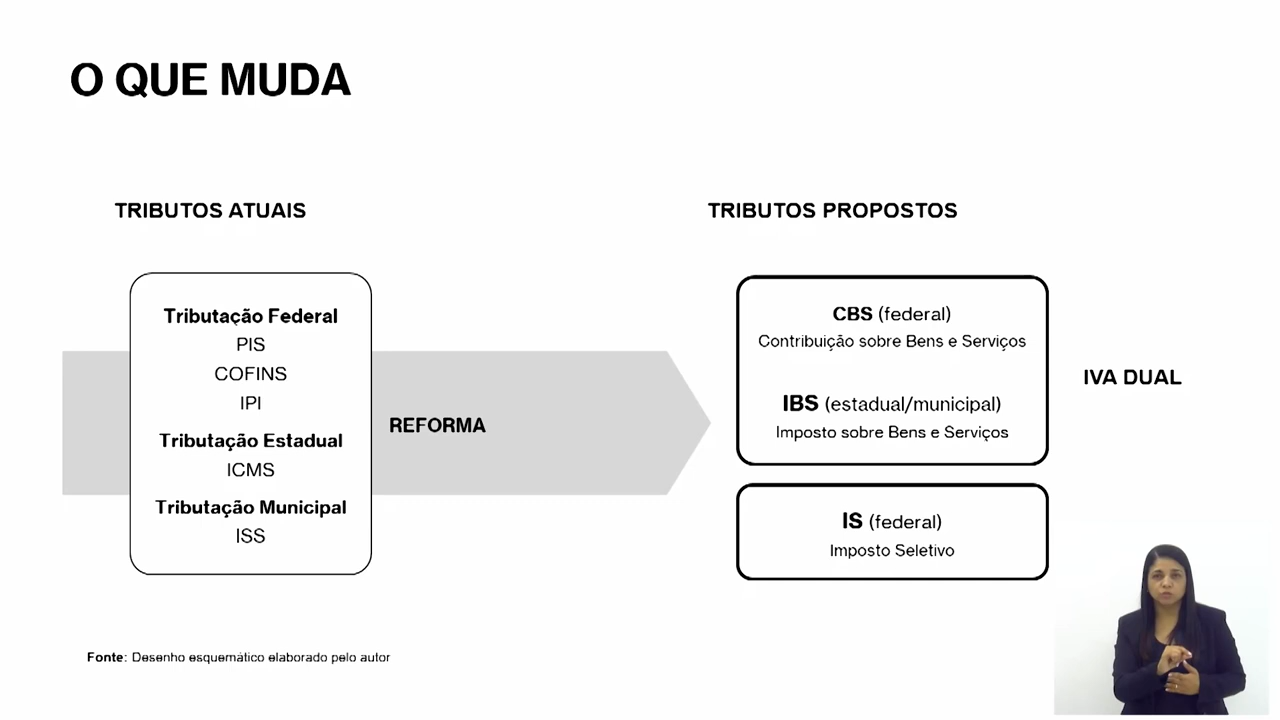 O QUE MUDA
TRIBUTOS ATUAIS
Tributação Federal
PIS
COFINS
IPI
Tributação Estadual
ICMS
Tributação Municipal
ISS
REFORMA
TRIBUTOS PROPOSTOS
CBS (federal)
Contribuição sobre Bens e Serviços
IBS (estadual/municipal)
Imposto sobre Bens e Serviços
IVA DUAL
IS (federal)
Imposto Seletivo
Fonte: Desenho esquemático elaborado pelo autor